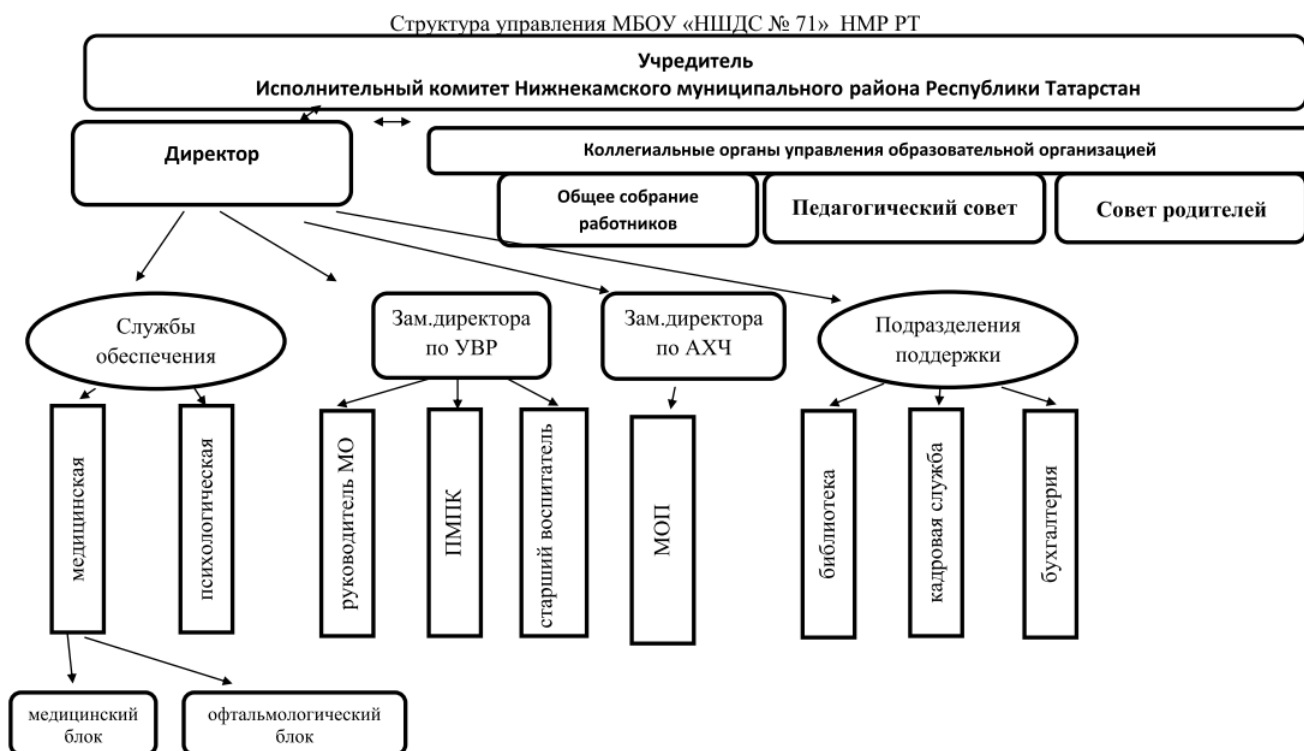 Структура управления МБОУ «НШДС № 71» НМР РТ
Учредитель
Исполнительный комитет Нижнекамского муниципального района Республики Татарстан
Директор
Коллегиальные органы управления образовательной организацией
Общее собрание
работников
Педагогический совет
Совет родителей
Службы
обеспечения
Зам.директора
по УВР
Зам.директора
по АХЧ
Подразделения
поддержки
медицинская
психологическая
руководитель МО
ПМПК
старший воспитатель
МОП
библиотека
кадровая служба
бухгалтерия
медицинский
блок
офтальмологический
блок